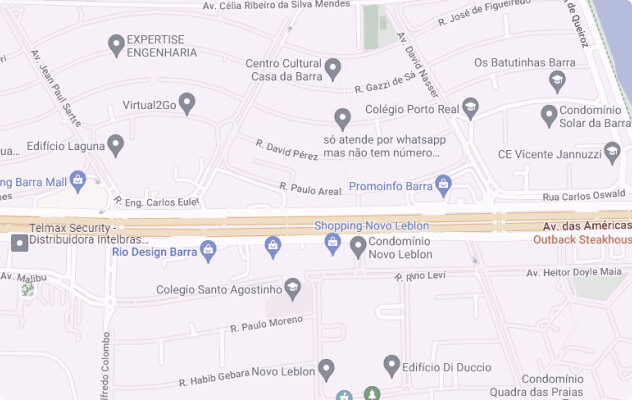 Av. Célia Ribeiro da Silva Mendes
R. José de Figueiredo
de Queiroz
EXPERTISE
ENGENHARIA
Av. Jean Paul Sartre
Av. David Nasser
Centro Cultural
Casa da Barra
R. Gazzi de Sá
Os Batutinhas Barra
Virtual2Go
Colégio Porto Real
Condomínio
Solar da Barra
Edifício Laguna
só atende por whatsapp
mas não tem número...
R. David Pérez
CE Vicente Jannuzzi
ng Barra Mall
R. Paulo Areal
Promoinfo Barra
R. Eng. Carlos Euler
Rua Carlos Oswald
Telmax Security -
Distribuidora Intelbras...
Shopping Novo Leblon
Av. das Américas
Rio Design Barra
Condomínio
Novo Leblon
Outback Steakhous
Av. Malibu
R. Rino Levi
Av. Heitor Doyle Maia
Colegio Santo Agostinho
R. Paulo Moreno
lfredo Colombo
R. Habib Gebara
Novo Leblon
Edifício Di Duccio
Condomínio
Quadra das Praias